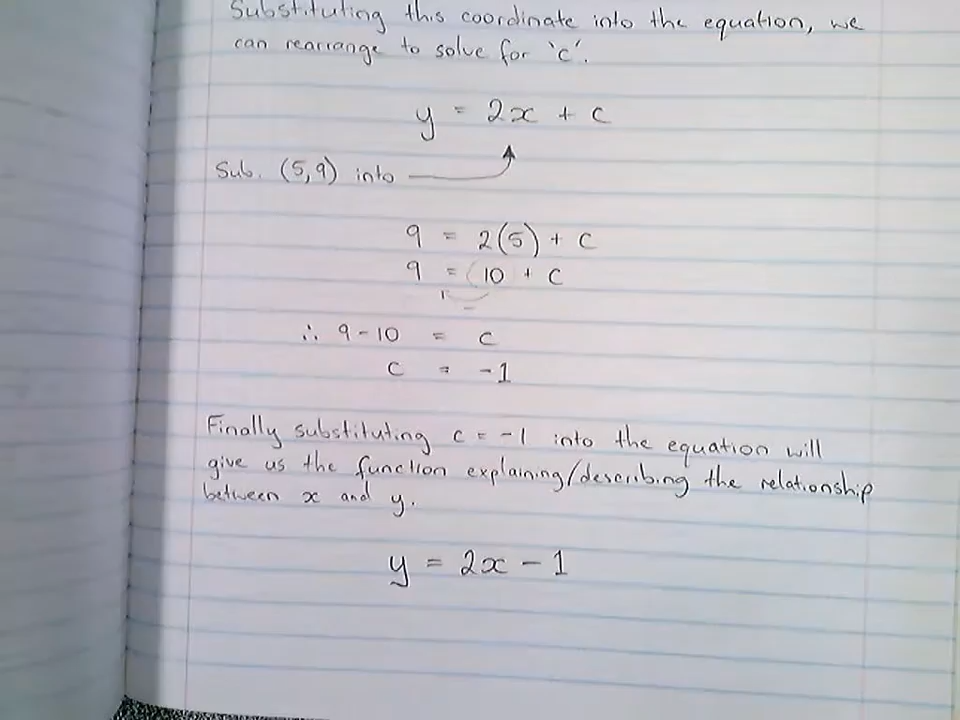 Substituting this coordinate into the equation, we
can rearrange to solve for 'c'.
y = 2x + c
Sub. (5,9) into
9 = 2(5) + c
9 = (10 + c
∴ 9-10 = c
c = -1
Finally substituting c = -1 into the equation will
give us the function explaining/describing the relationship
between x and y.
y = 2x - 1